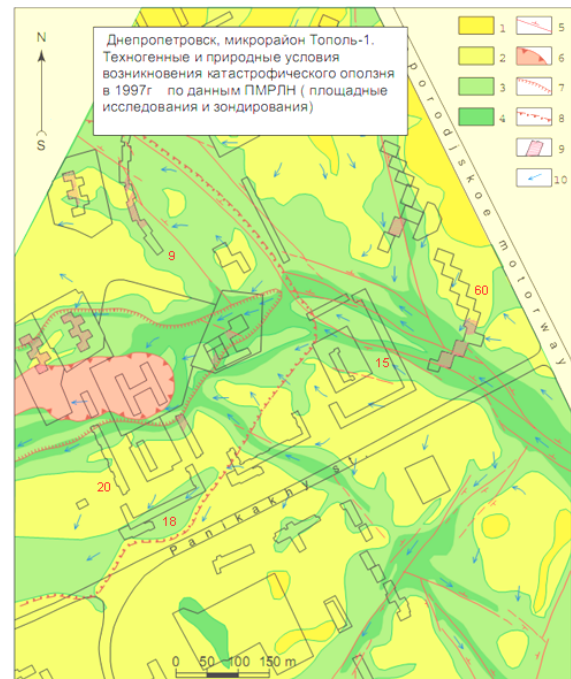 Днепропетровск, микрорайон Тополь-1.
Техногенные и природные условия
возникновения катастрофического оползня
в 1997г по данным ПМРЛН ( площадные
исследования и зондирования)
N
S
1
2
3
4
5
6
7
8
9
10
Zaporodjskoe motorway
9
60
15
20
18
Panikakhy st.
0 50 100 150 m